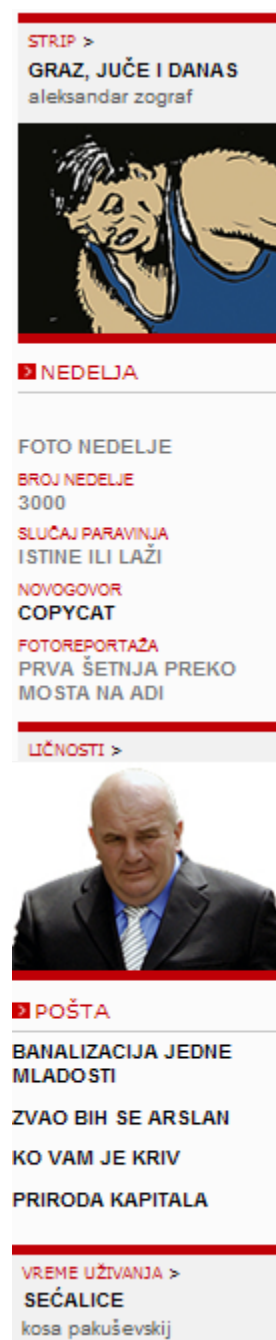 STRIP >
GRAZ, JUČE I DANAS
aleksandar zograf
NEDELJA
FOTO NEDELJE
BROJ NEDELJE
3000
SLUČAJ PARAVINJA
ISTINE ILI LAŽI
NOVOGOVOR
COPYCAT
FOTOREPORTAŽA
PRVA ŠETNJA PREKO
MOSTA NA ADI
LIČNOSTI >
POŠTA
BANALIZACIJA JEDNE
MLADOSTI
ZVAO BIH SE ARSLAN
KO VAM JE KRIV
PRIRODA KAPITALA
VREME UŽIVANJA >
SEĆALICE
kosa pakuševskij